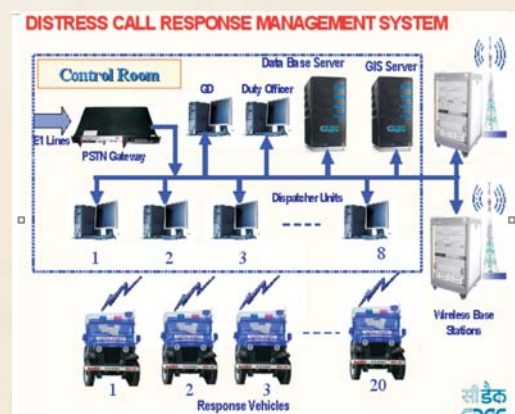 DISTRESS CALL RESPONSE MANAGEMENT SYSTEM
Control Room
GD
Duty Officer
Data Base Server
GIS Server
E1 Lines
PSTN Gateway
Dispatcher Units
1
2
3
8
Wireless Base
Stations
1
2
3
20
Response Vehicles
सीडैक